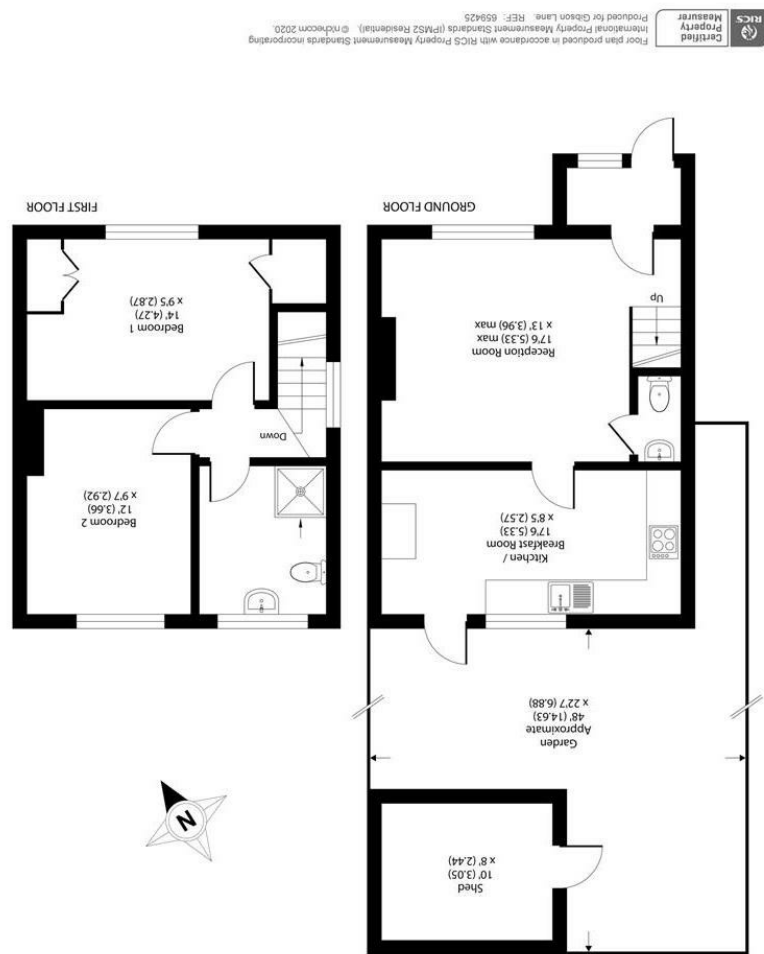 Shed
10' (3.05)
x 8' (2.44)
Garden
Approximate
48' (14.63)
x 22'7 (6.88)
N
Kitchen /
Breakfast Room
17'6 (5.33)
x 8'5 (2.57)
Reception Room
17'6 (5.33) max
x 13' (3.96) max
Up
GROUND FLOOR
Bedroom 2
12' (3.66)
x 9'7 (2.92)
Down
Bedroom 1
14' (4.27)
x 9'5 (2.87)
FIRST FLOOR
RICS
Certified
Property
Measurer
Floor plan produced in accordance with RICS Property Measurement Standards incorporating
International Property Measurement Standards (IPMS2 Residential). © nichecom 2020.
Produced for Gibson Lane. REF: 659425